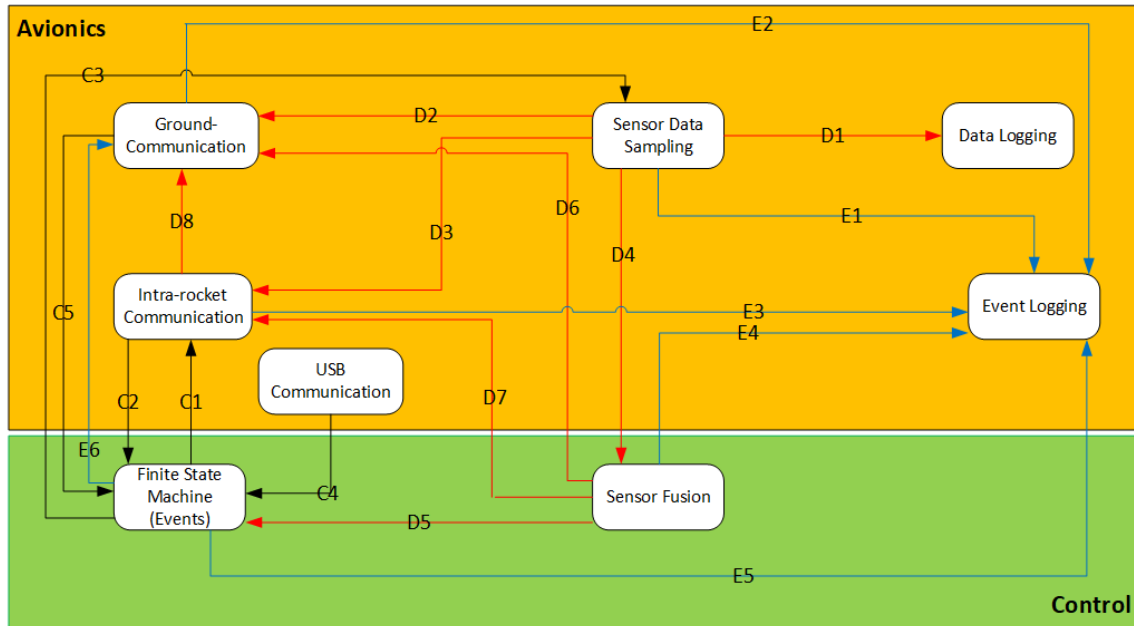 Avionics
E2
C3
Ground-
Communication
D2
Sensor Data
Sampling
D1
Data Logging
D8
D3
D6
D4
E1
C5
Intra-rocket
Communication
E3
E4
Event Logging
USB
Communication
C2
C1
D7
E6
Finite State
Machine
(Events)
C4
Sensor Fusion
D5
E5
Control